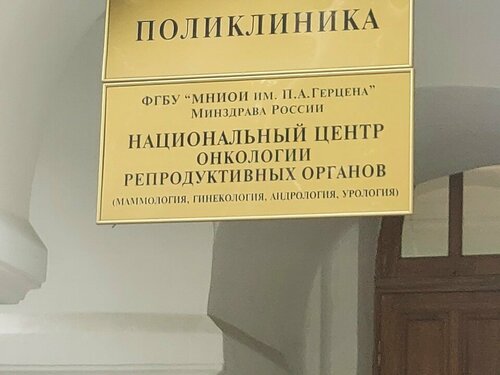 ПОЛИКЛИНИКА
ФГБУ "МНИОИ ИМ. П.А.ГЕРЦЕНА"
МИНЗДРАВА РОССИИ
НАЦИОНАЛЬНЫЙ ЦЕНТР
ОНКОЛОГИИ
РЕПРОДУКТИВНЫХ ОРГАНОВ
(МАММОЛОГИЯ, ГИНЕКОЛОГИЯ, АНДРОЛОГИЯ, УРОЛОГИЯ)